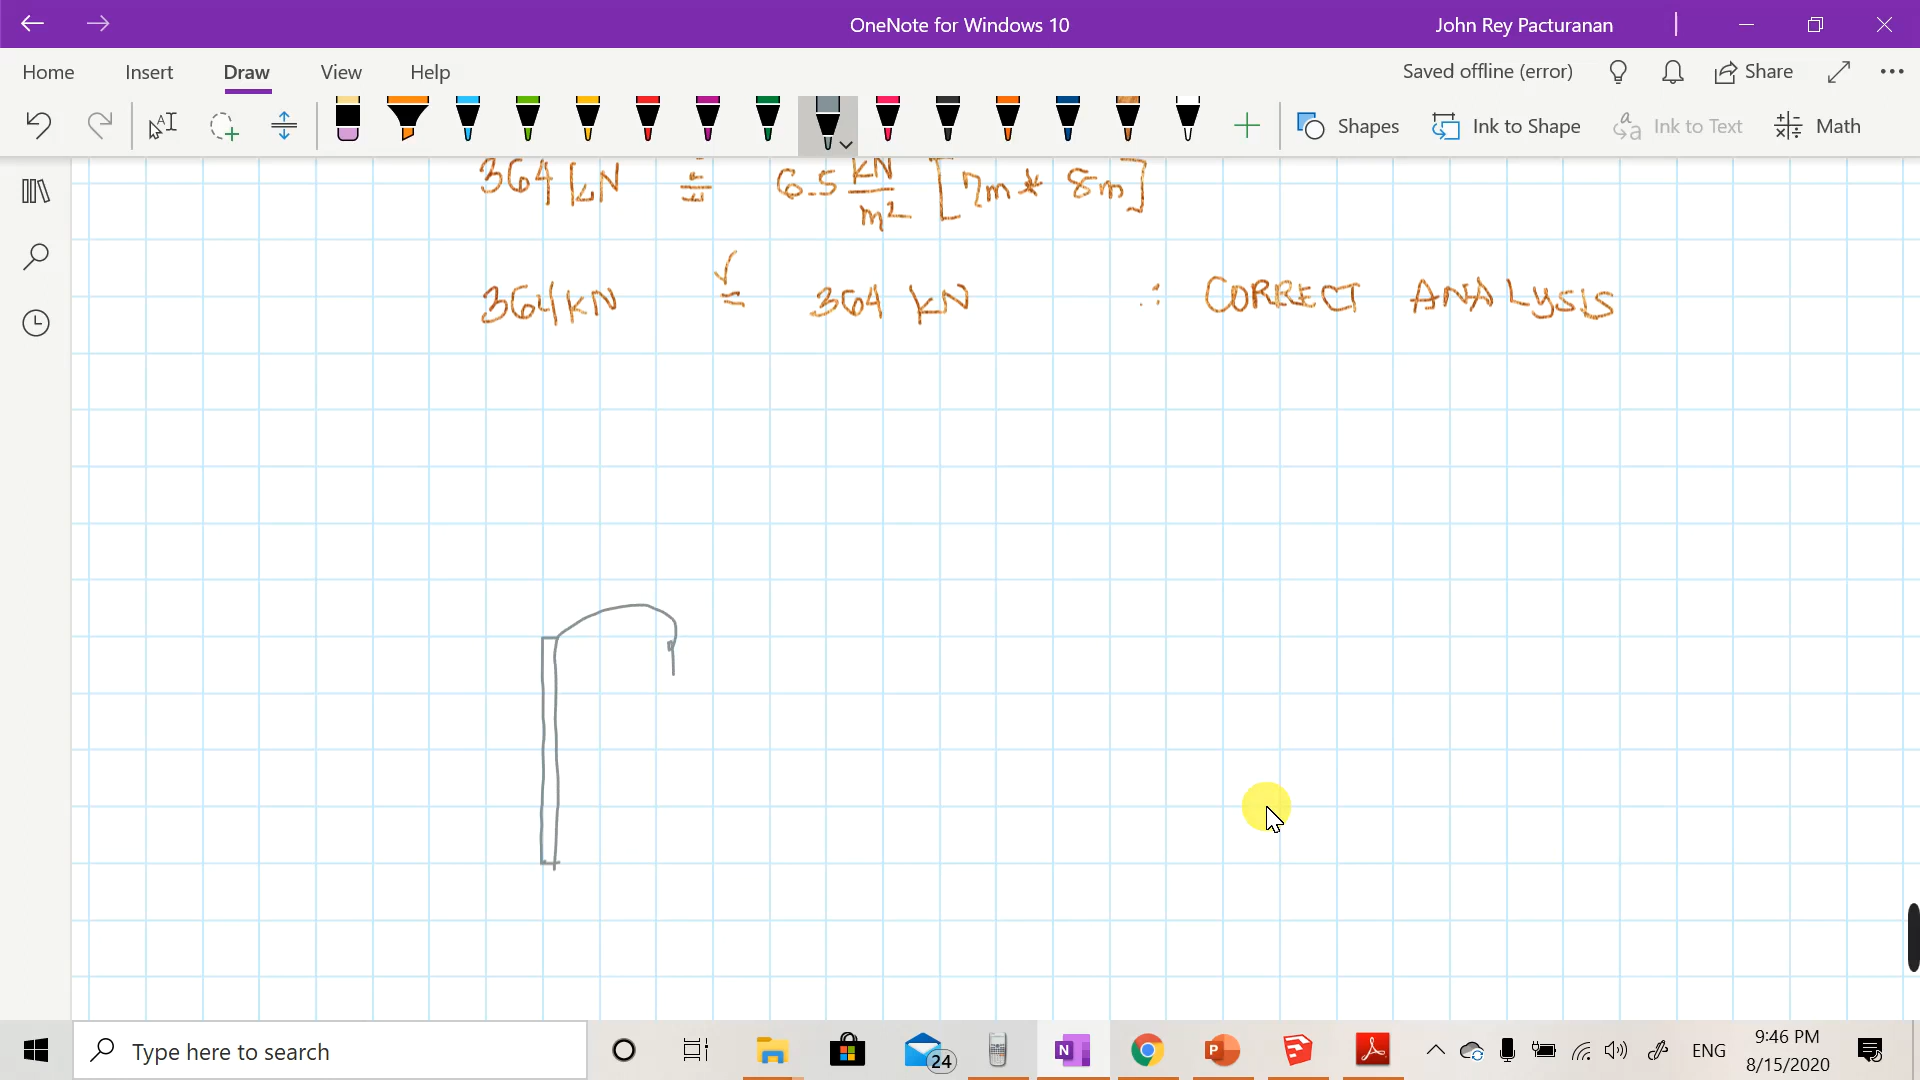 OneNote for Windows 10
John Rey Pacturanan
Home Insert Draw View Help
Saved offline (error) Share
Shapes Ink to Shape Ink to Text Math
364 kN ≟ 6.5 kN/m² [7m * 8m]
364 kN = 364 kN ∴ CORRECT ANALYSIS
Type here to search
24
ENG
9:46 PM
8/15/2020